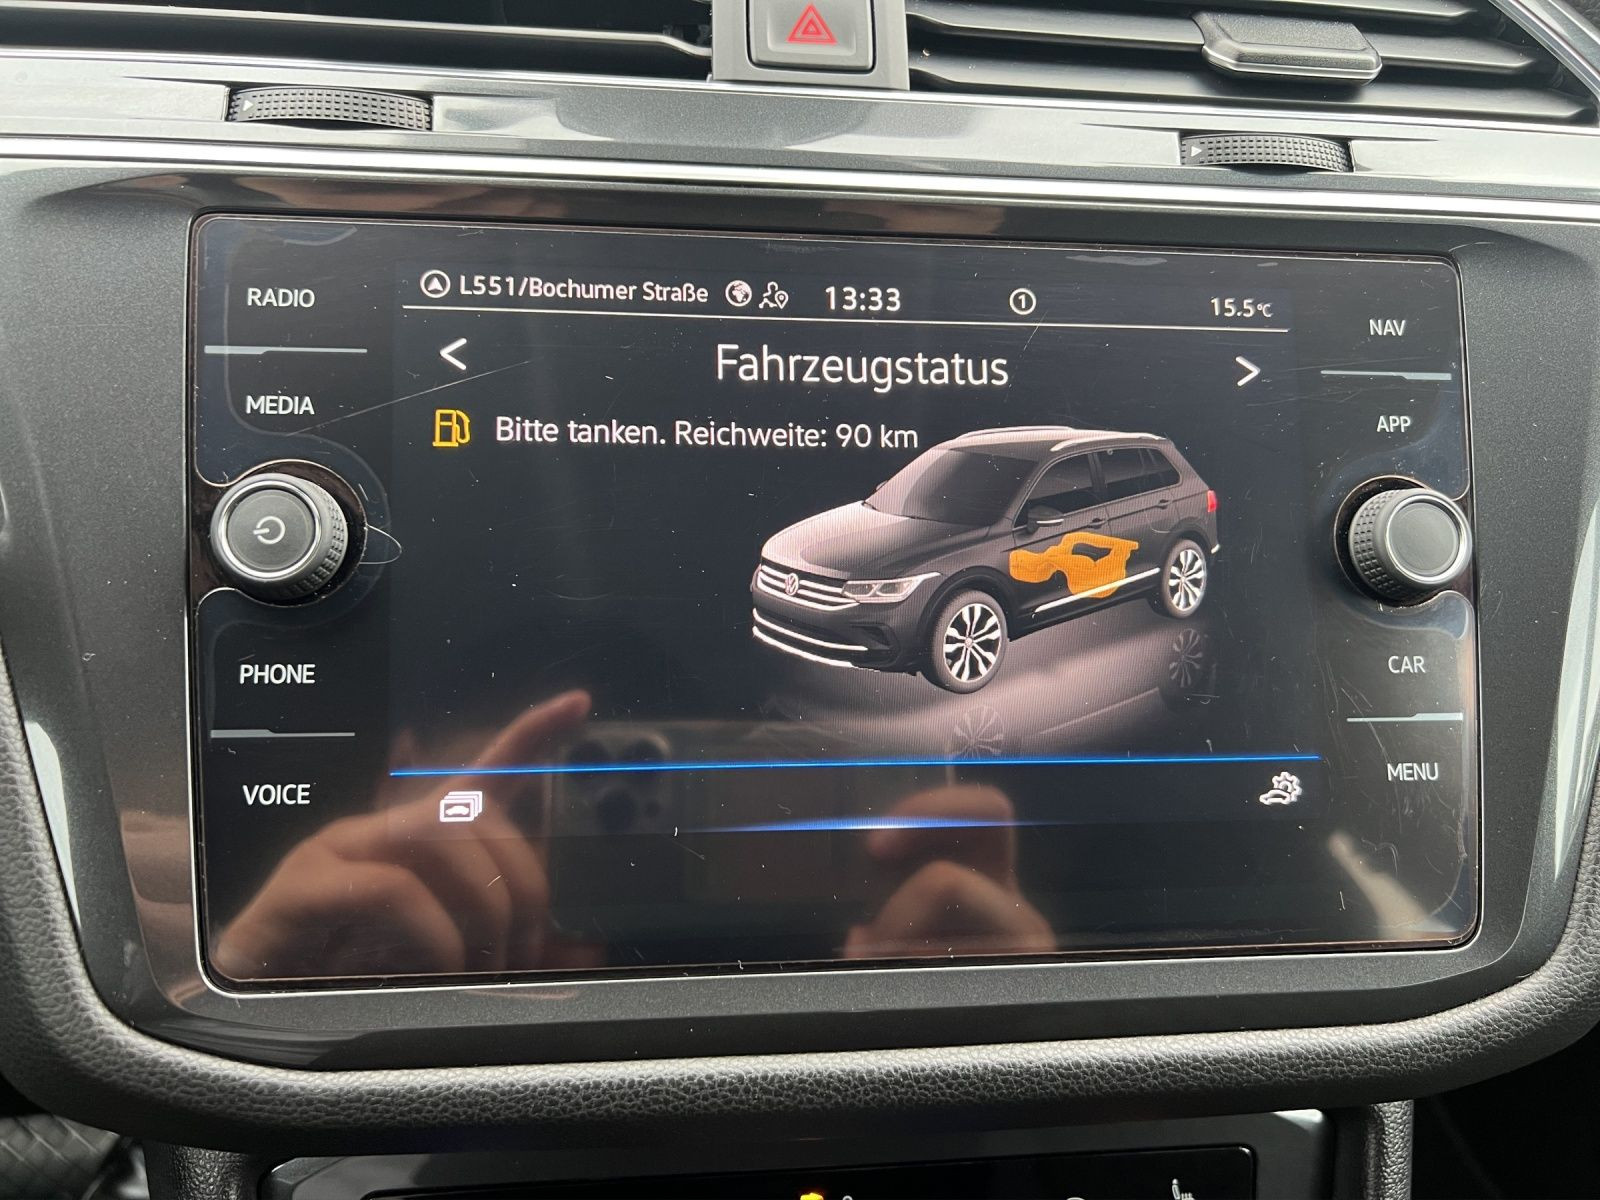 L551/Bochumer Straße 13:33 1 15.5°C
Fahrzeugstatus
Bitte tanken. Reichweite: 90 km
RADIO
MEDIA
PHONE
VOICE
NAV
APP
CAR
MENU